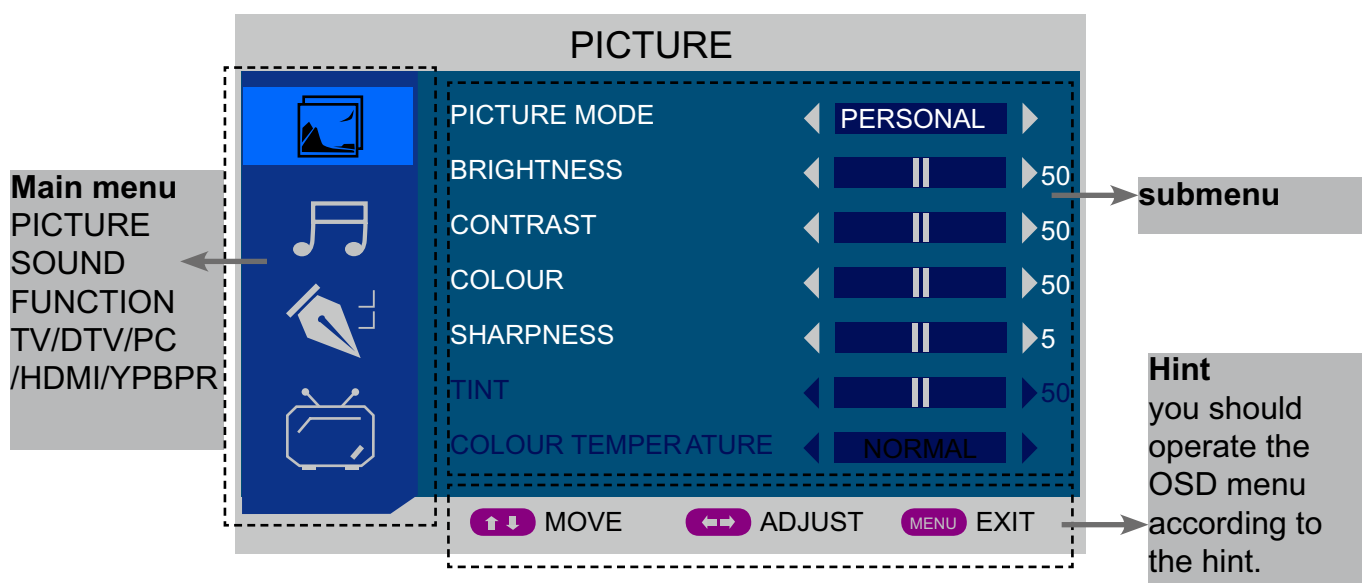 PICTURE
Main menu
PICTURE
SOUND
FUNCTION
TV/DTV/PC
/HDMI/YPBPR
PICTURE MODE PERSONAL
BRIGHTNESS 50
CONTRAST 50
COLOUR 50
SHARPNESS 5
TINT 50
COLOUR TEMPERATURE NORMAL
MOVE ADJUST MENU EXIT
submenu
Hint
you should
operate the
OSD menu
according to
the hint.